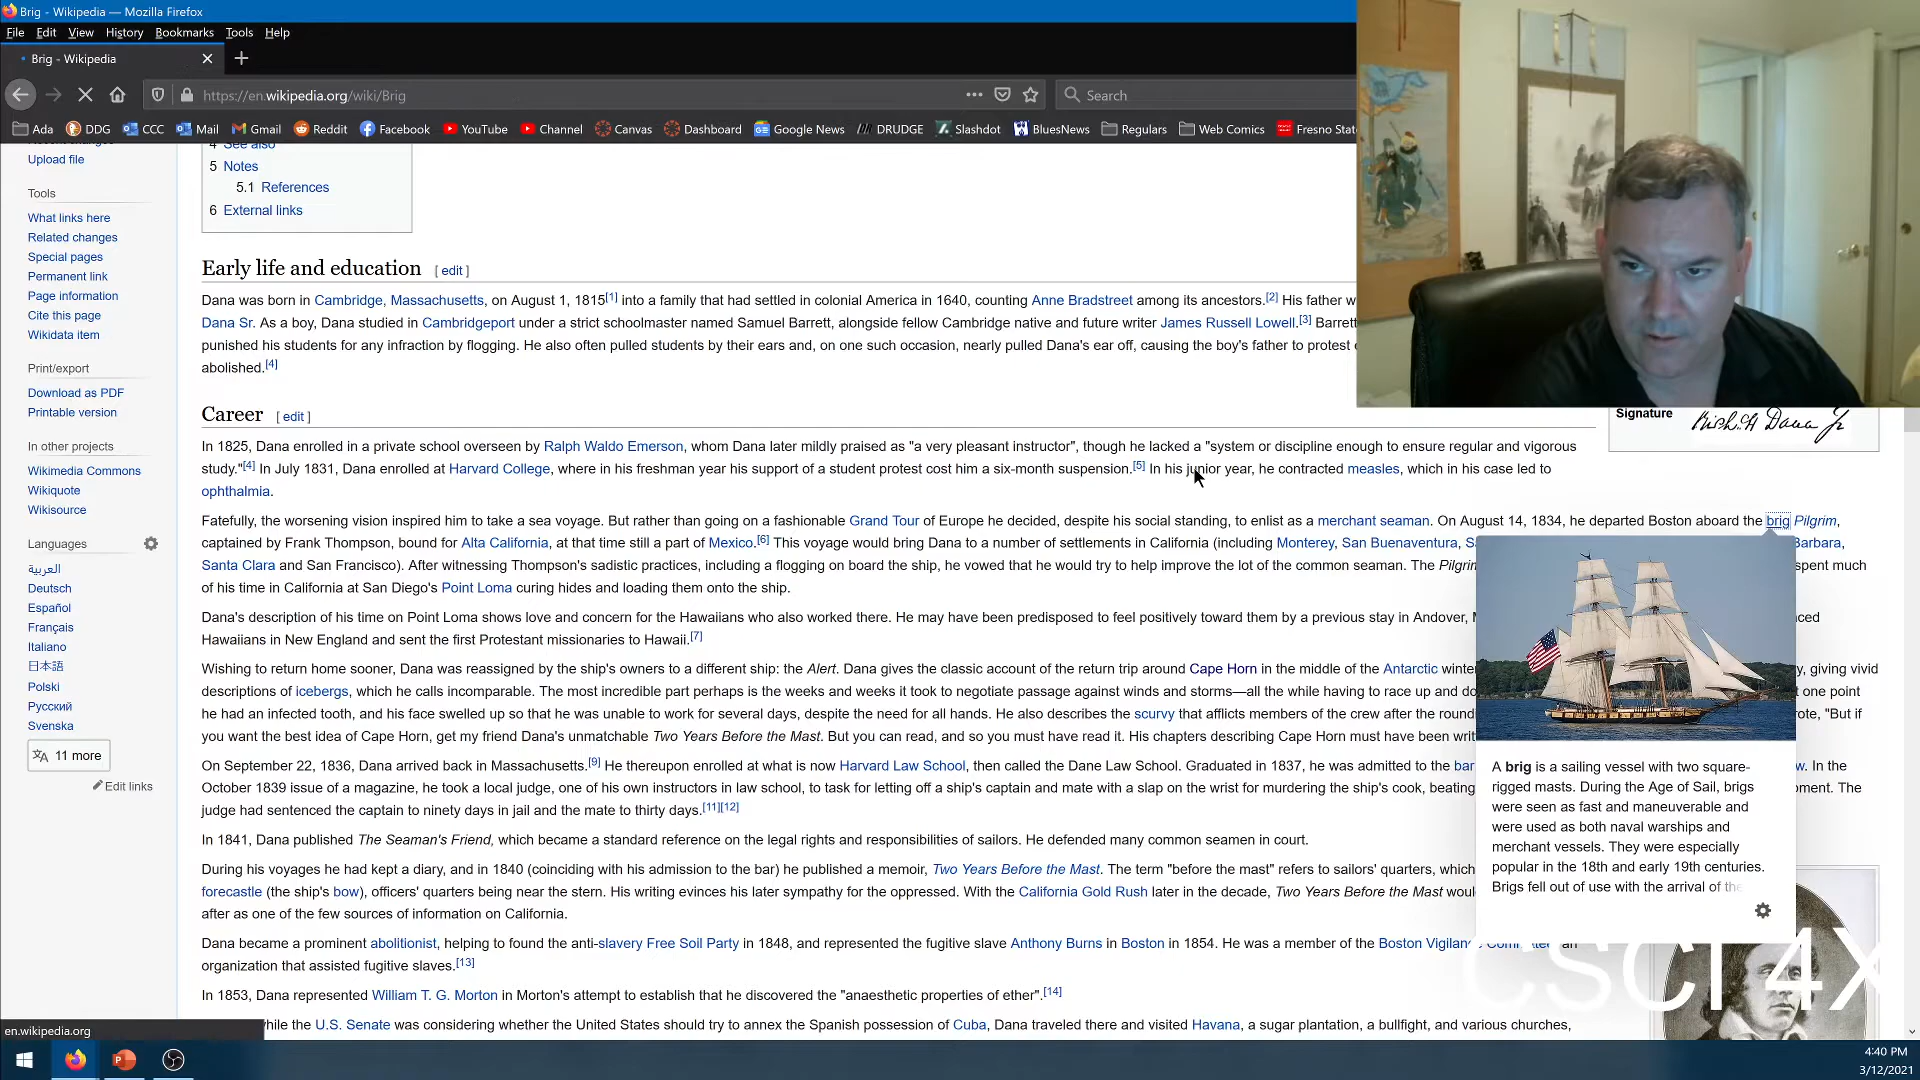 Brig - Wikipedia — Mozilla Firefox
File Edit View History Bookmarks Tools Help
Brig - Wikipedia
https://en.wikipedia.org/wiki/Brig
Search
Ada DDG CCC Mail Gmail Reddit Facebook YouTube Channel Canvas Dashboard Google News DRUDGE Slashdot BluesNews Regulars Web Comics Fresno Stat
Upload file
Tools
What links here
Related changes
Special pages
Permanent link
Page information
Cite this page
Wikidata item
Print/export
Download as PDF
Printable version
In other projects
Wikimedia Commons
Wikiquote
Wikisource
Languages
العربية
Deutsch
Español
Français
Italiano
日本語
Polski
Русский
Svenska
11 more
Edit links
4 See also
5 Notes
5.1 References
6 External links
Early life and education [ edit ]
Dana was born in Cambridge, Massachusetts, on August 1, 1815[1] into a family that had settled in colonial America in 1640, counting Anne Bradstreet among its ancestors.[2] His father w
Dana Sr. As a boy, Dana studied in Cambridgeport under a strict schoolmaster named Samuel Barrett, alongside fellow Cambridge native and future writer James Russell Lowell.[3] Barrett
punished his students for any infraction by flogging. He also often pulled students by their ears and, on one such occasion, nearly pulled Dana's ear off, causing the boy's father to protest
abolished.[4]
Career [ edit ]
In 1825, Dana enrolled in a private school overseen by Ralph Waldo Emerson, whom Dana later mildly praised as "a very pleasant instructor", though he lacked a "system or discipline enough to ensure regular and vigorous
study."[4] In July 1831, Dana enrolled at Harvard College, where in his freshman year his support of a student protest cost him a six-month suspension.[5] In his junior year, he contracted measles, which in his case led to
ophthalmia.
Fatefully, the worsening vision inspired him to take a sea voyage. But rather than going on a fashionable Grand Tour of Europe he decided, despite his social standing, to enlist as a merchant seaman. On August 14, 1834, he departed Boston aboard the brig Pilgrim,
captained by Frank Thompson, bound for Alta California, at that time still a part of Mexico.[6] This voyage would bring Dana to a number of settlements in California (including Monterey, San Buenaventura, Sa Barbara,
Santa Clara and San Francisco). After witnessing Thompson's sadistic practices, including a flogging on board the ship, he vowed that he would try to help improve the lot of the common seaman. The Pilgrim spent much
of his time in California at San Diego's Point Loma curing hides and loading them onto the ship.
Dana's description of his time on Point Loma shows love and concern for the Hawaiians who also worked there. He may have been predisposed to feel positively toward them by a previous stay in Andover, M ced
Hawaiians in New England and sent the first Protestant missionaries to Hawaii.[7]
Wishing to return home sooner, Dana was reassigned by the ship's owners to a different ship: the Alert. Dana gives the classic account of the return trip around Cape Horn in the middle of the Antarctic winter y, giving vivid
descriptions of icebergs, which he calls incomparable. The most incredible part perhaps is the weeks and weeks it took to negotiate passage against winds and storms—all the while having to race up and do t one point
he had an infected tooth, and his face swelled up so that he was unable to work for several days, despite the need for all hands. He also describes the scurvy that afflicts members of the crew after the roundi rote, "But if
you want the best idea of Cape Horn, get my friend Dana's unmatchable Two Years Before the Mast. But you can read, and so you must have read it. His chapters describing Cape Horn must have been writ
On September 22, 1836, Dana arrived back in Massachusetts.[9] He thereupon enrolled at what is now Harvard Law School, then called the Dane Law School. Graduated in 1837, he was admitted to the bar w. In the
October 1839 issue of a magazine, he took a local judge, one of his own instructors in law school, to task for letting off a ship's captain and mate with a slap on the wrist for murdering the ship's cook, beating ment. The
judge had sentenced the captain to ninety days in jail and the mate to thirty days.[11][12]
In 1841, Dana published The Seaman's Friend, which became a standard reference on the legal rights and responsibilities of sailors. He defended many common seamen in court.
During his voyages he had kept a diary, and in 1840 (coinciding with his admission to the bar) he published a memoir, Two Years Before the Mast. The term "before the mast" refers to sailors' quarters, which
forecastle (the ship's bow), officers' quarters being near the stern. His writing evinces his later sympathy for the oppressed. With the California Gold Rush later in the decade, Two Years Before the Mast woul
after as one of the few sources of information on California.
Dana became a prominent abolitionist, helping to found the anti-slavery Free Soil Party in 1848, and represented the fugitive slave Anthony Burns in Boston in 1854. He was a member of the Boston Vigilance Committee, an
organization that assisted fugitive slaves.[13]
In 1853, Dana represented William T. G. Morton in Morton's attempt to establish that he discovered the "anaesthetic properties of ether".[14]
hile the U.S. Senate was considering whether the United States should try to annex the Spanish possession of Cuba, Dana traveled there and visited Havana, a sugar plantation, a bullfight, and various churches,
Signature
Rich. H Dana Jr
A brig is a sailing vessel with two square-
rigged masts. During the Age of Sail, brigs
were seen as fast and maneuverable and
were used as both naval warships and
merchant vessels. They were especially
popular in the 18th and early 19th centuries.
Brigs fell out of use with the arrival of the
CSCI 4X
en.wikipedia.org
4:40 PM
3/12/2021